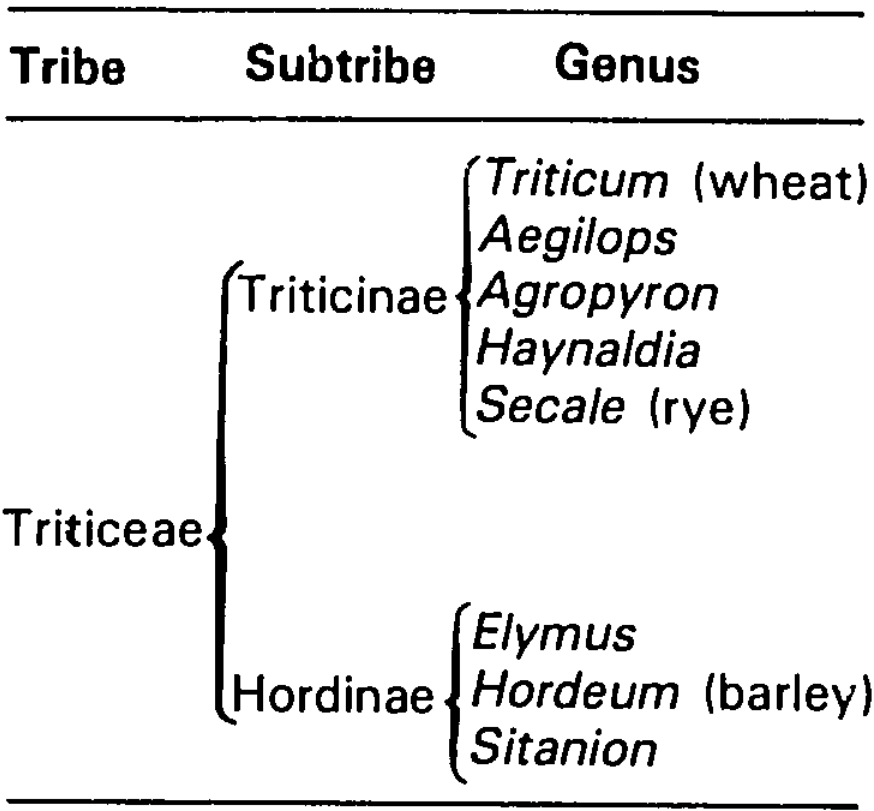 Tribe Subtribe Genus
Triticum (wheat)
Aegilops
Triticinae Agropyron
Haynaldia
Secale (rye)
Triticeae
Elymus
Hordinae Hordeum (barley)
Sitanion